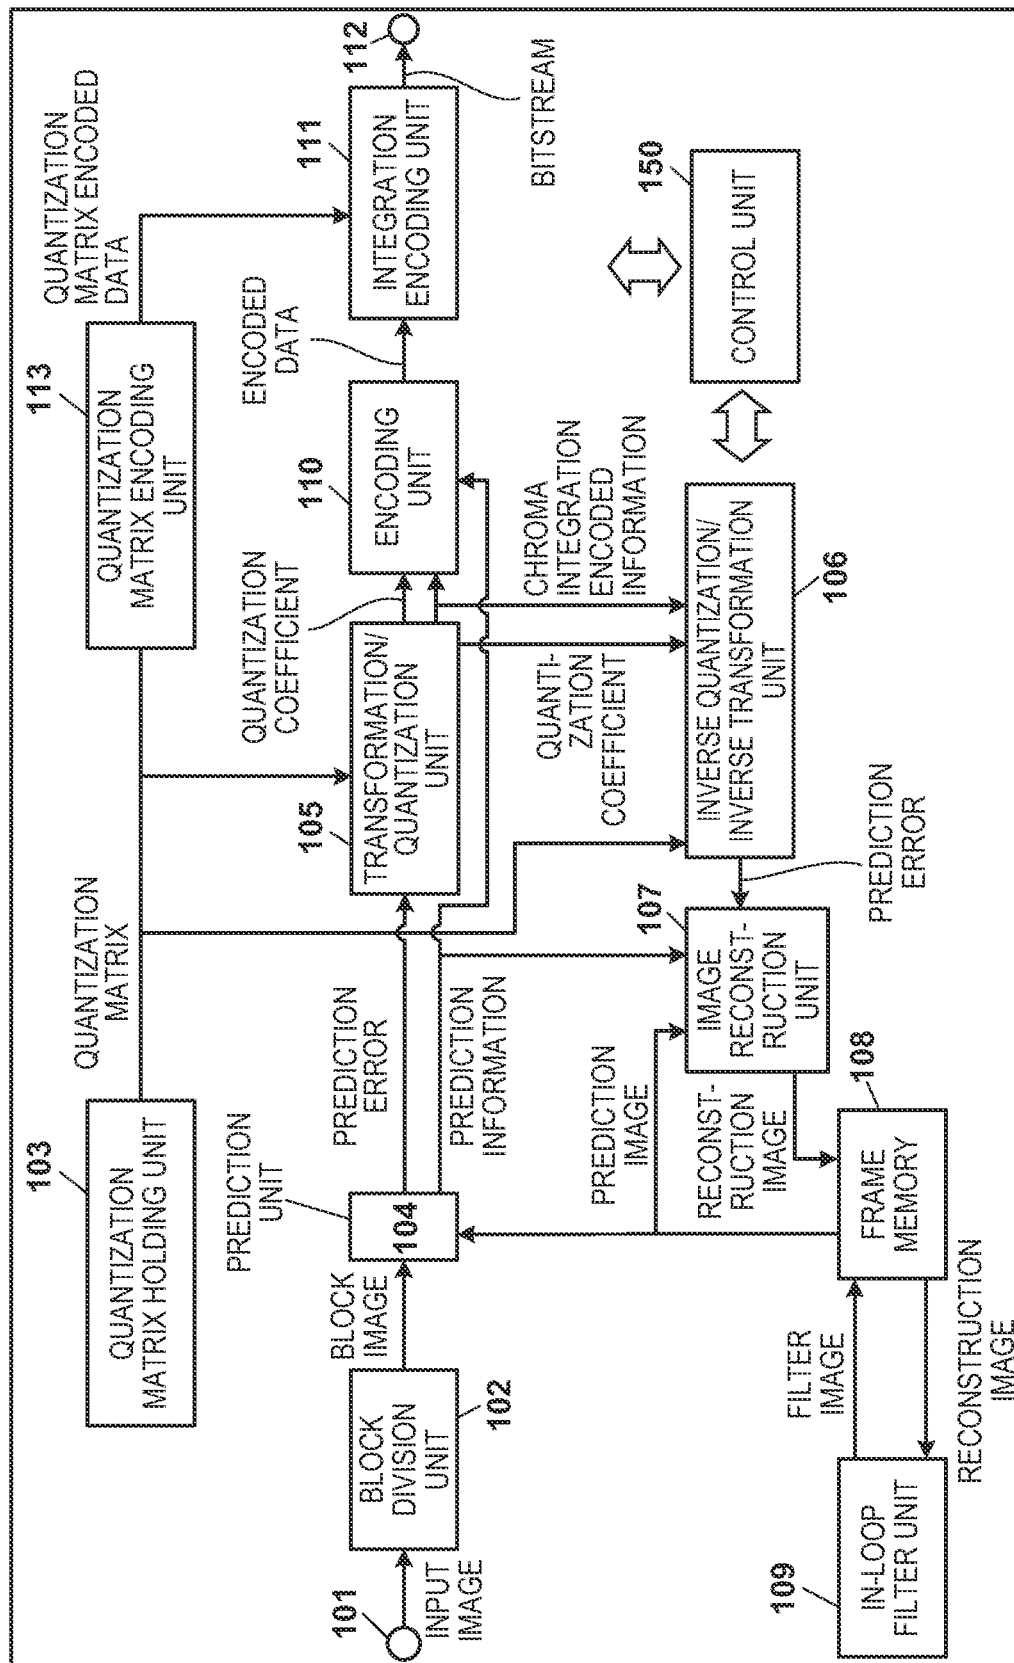 103
QUANTIZATION
MATRIX HOLDING UNIT
QUANTIZATION
MATRIX
113
QUANTIZATION
MATRIX ENCODING
UNIT
QUANTIZATION
MATRIX ENCODED
DATA
101
INPUT
IMAGE
BLOCK
DIVISION
UNIT
102
BLOCK
IMAGE
PREDICTION
UNIT
104
PREDICTION
ERROR
PREDICTION
INFORMATION
105
TRANSFORMATION/
QUANTIZATION
UNIT
QUANTIZATION
COEFFICIENT
110
ENCODING
UNIT
ENCODED
DATA
111
INTEGRATION
ENCODING UNIT
112
BITSTREAM
CHROMA
INTEGRATION
ENCODED
INFORMATION
QUANTI-
ZATION
COEFFICIENT
150
CONTROL UNIT
PREDICTION
IMAGE
107
IMAGE
RECONST-
RUCTION
UNIT
INVERSE QUANTIZATION/
INVERSE TRANSFORMATION
UNIT
106
PREDICTION
ERROR
RECONST-
RUCTION
IMAGE
108
FRAME
MEMORY
FILTER
IMAGE
109
IN-LOOP
FILTER UNIT
RECONSTRUCTION
IMAGE